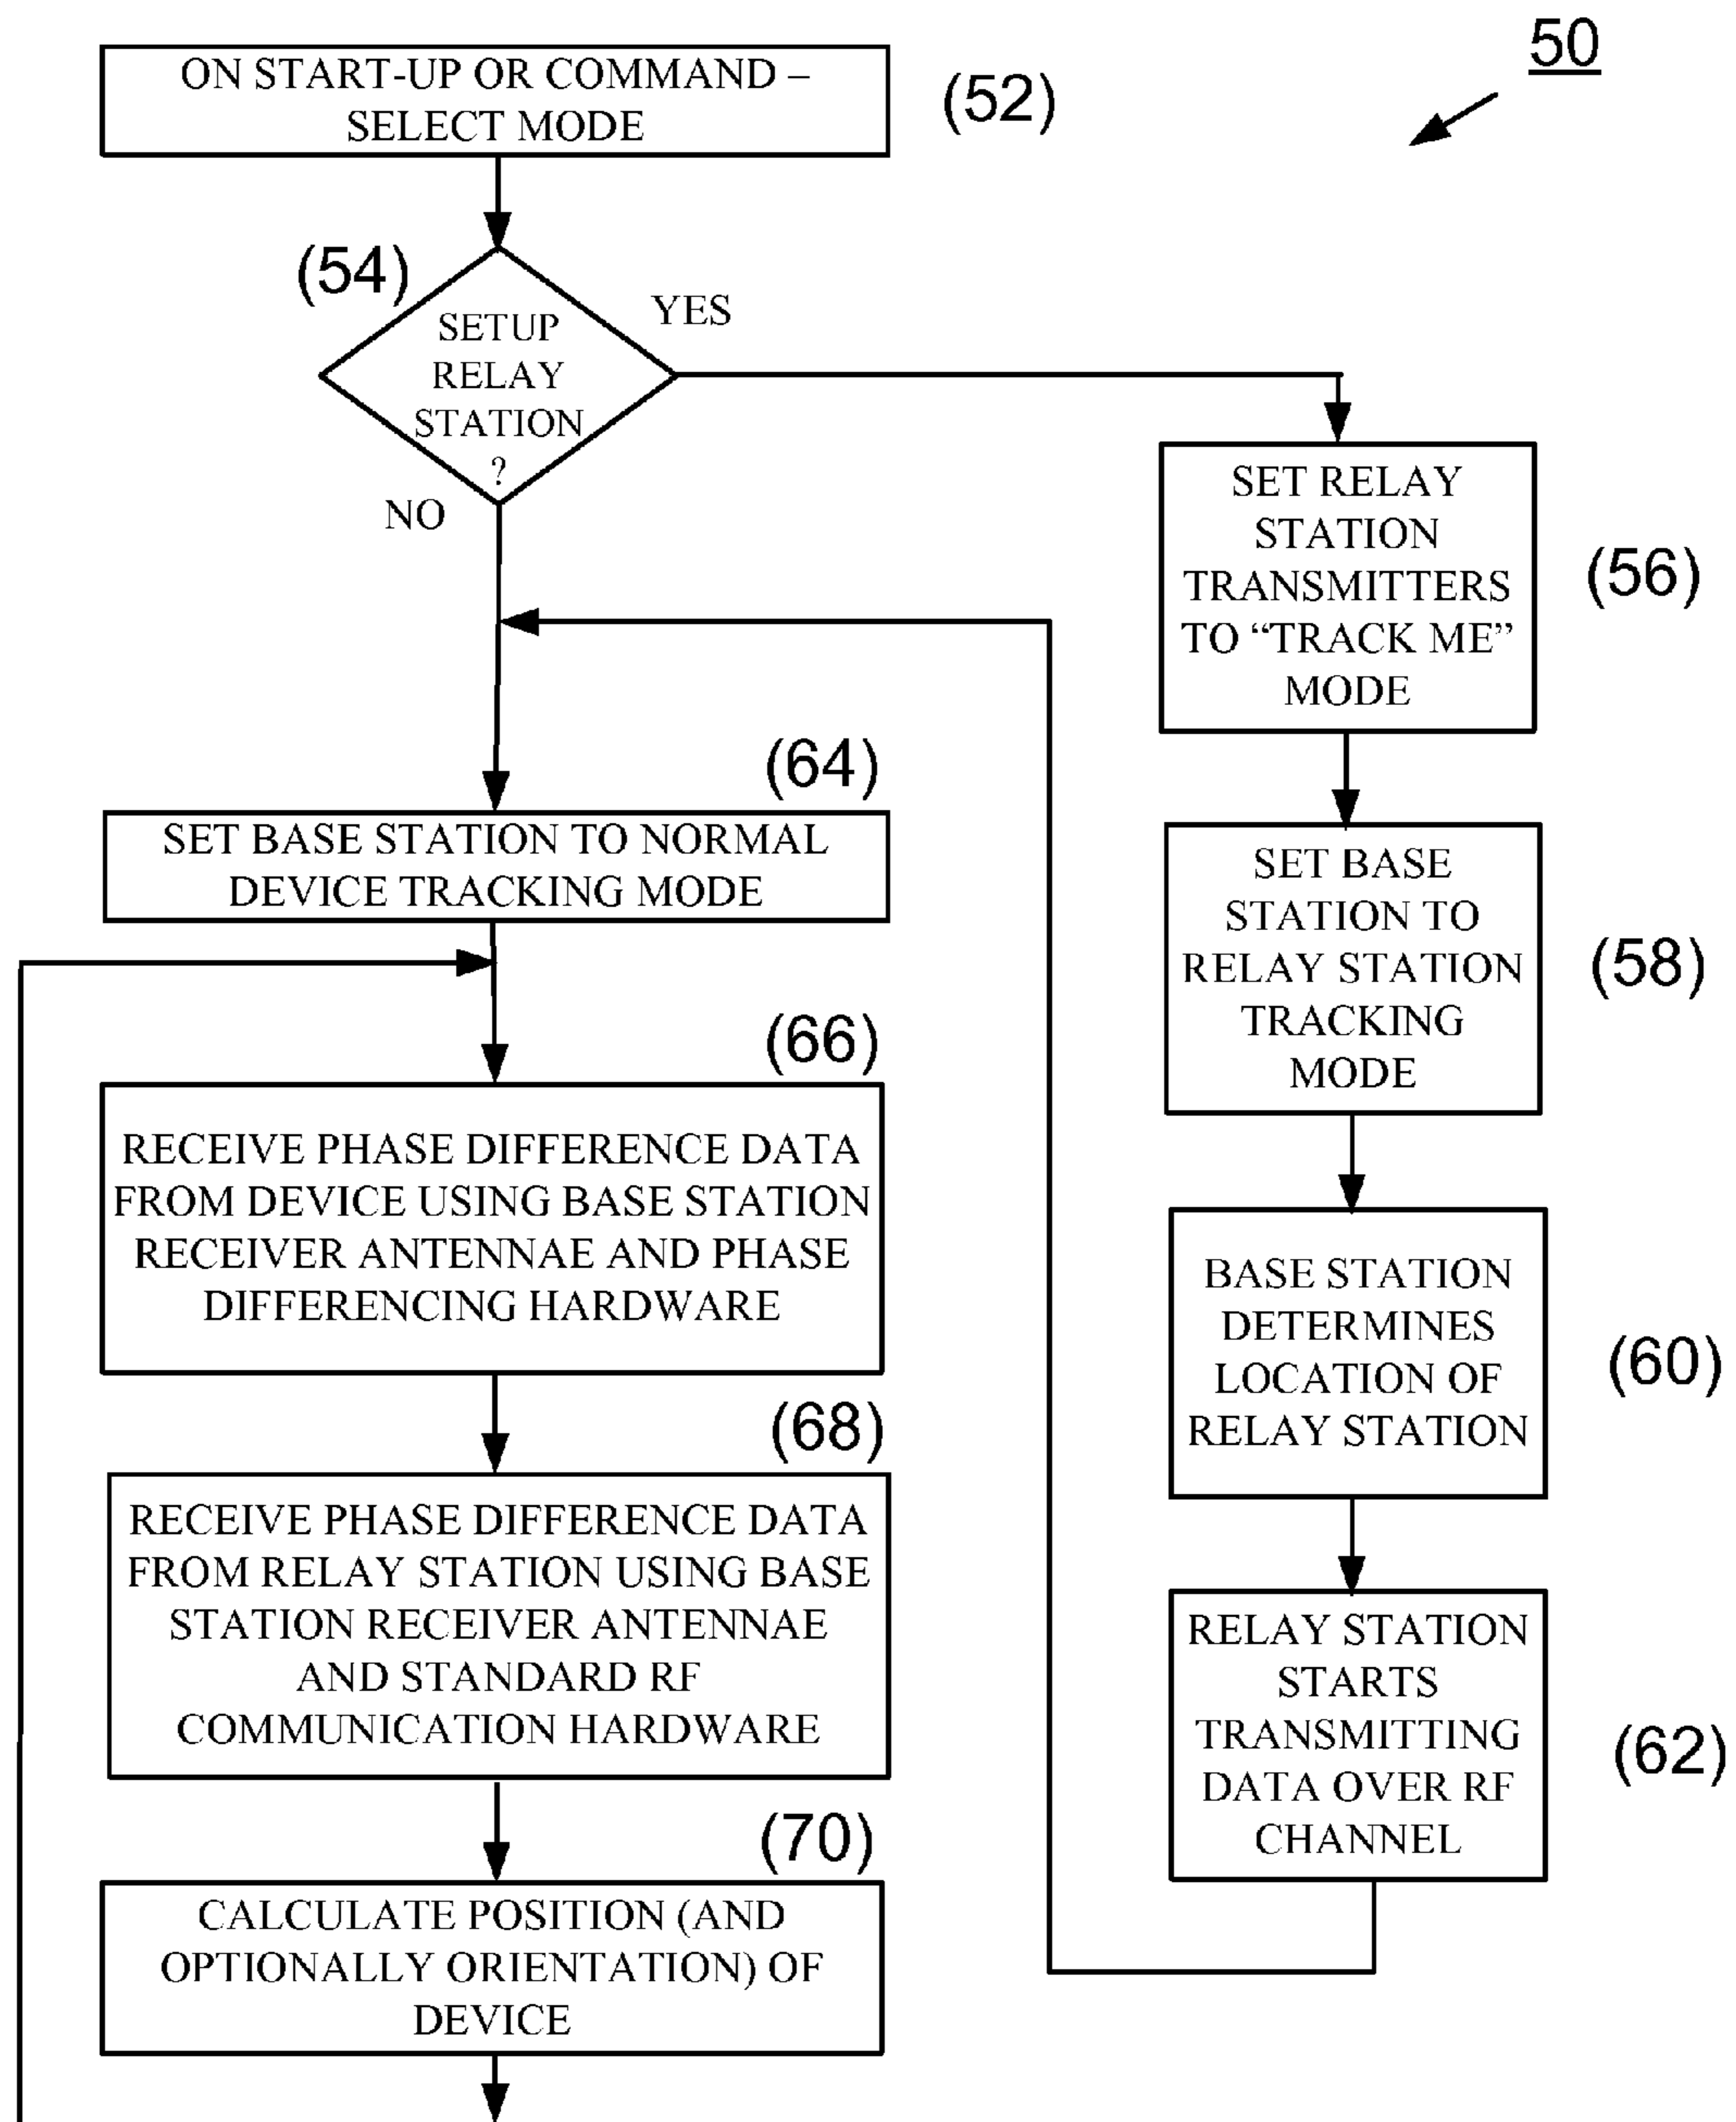 50
ON START-UP OR COMMAND –
SELECT MODE
(52)
(54)
SETUP
RELAY
STATION
?
YES
NO
SET RELAY
STATION
TRANSMITTERS
TO “TRACK ME”
MODE
(56)
SET BASE
STATION TO
RELAY STATION
TRACKING
MODE
(58)
BASE STATION
DETERMINES
LOCATION OF
RELAY STATION
(60)
RELAY STATION
STARTS
TRANSMITTING
DATA OVER RF
CHANNEL
(62)
(64)
SET BASE STATION TO NORMAL
DEVICE TRACKING MODE
(66)
RECEIVE PHASE DIFFERENCE DATA
FROM DEVICE USING BASE STATION
RECEIVER ANTENNAE AND PHASE
DIFFERENCING HARDWARE
(68)
RECEIVE PHASE DIFFERENCE DATA
FROM RELAY STATION USING BASE
STATION RECEIVER ANTENNAE
AND STANDARD RF
COMMUNICATION HARDWARE
(70)
CALCULATE POSITION (AND
OPTIONALLY ORIENTATION) OF
DEVICE